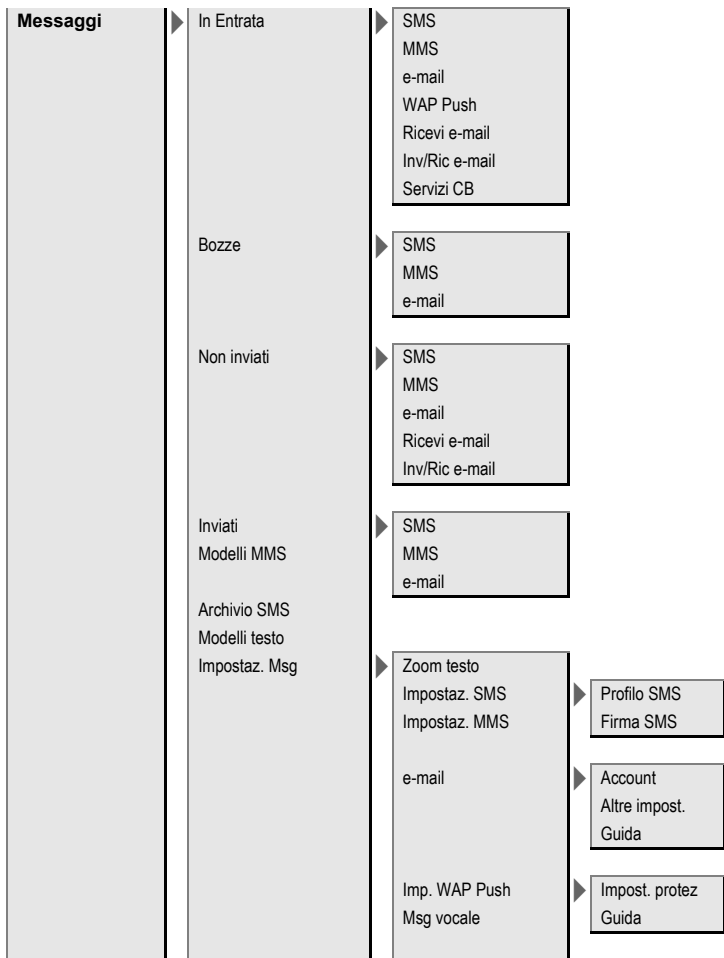 Messaggi
In Entrata
SMS
MMS
e-mail
WAP Push
Ricevi e-mail
Inv/Ric e-mail
Servizi CB
Bozze
SMS
MMS
e-mail
Non inviati
SMS
MMS
e-mail
Ricevi e-mail
Inv/Ric e-mail
Inviati
SMS
MMS
e-mail
Modelli MMS
Archivio SMS
Modelli testo
Impostaz. Msg
Zoom testo
Impostaz. SMS
Profilo SMS
Firma SMS
Impostaz. MMS
e-mail
Account
Altre impost.
Guida
Imp. WAP Push
Impost. protez
Guida
Msg vocale